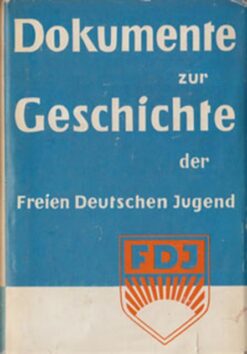 Dokumente
zur
Geschichte
der
Freien Deutschen Jugend
FDJ